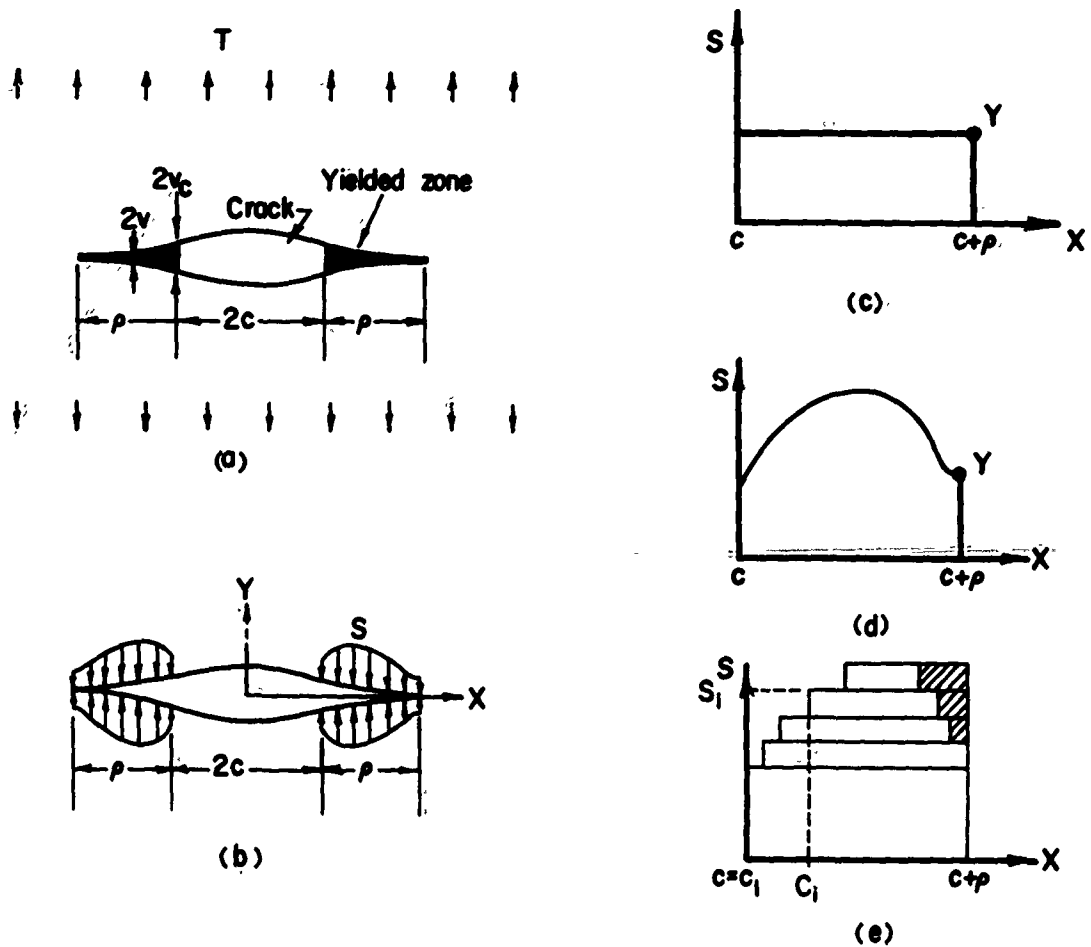 T
2v_c
2v
Crack
Yielded zone
ρ
2c
ρ
(a)
Y
S
X
ρ
2c
ρ
(b)
S
Y
c
c+ρ
X
(c)
S
Y
c
c+ρ
X
(d)
S
S_i
X
c=c_1
C_i
c+ρ
(e)